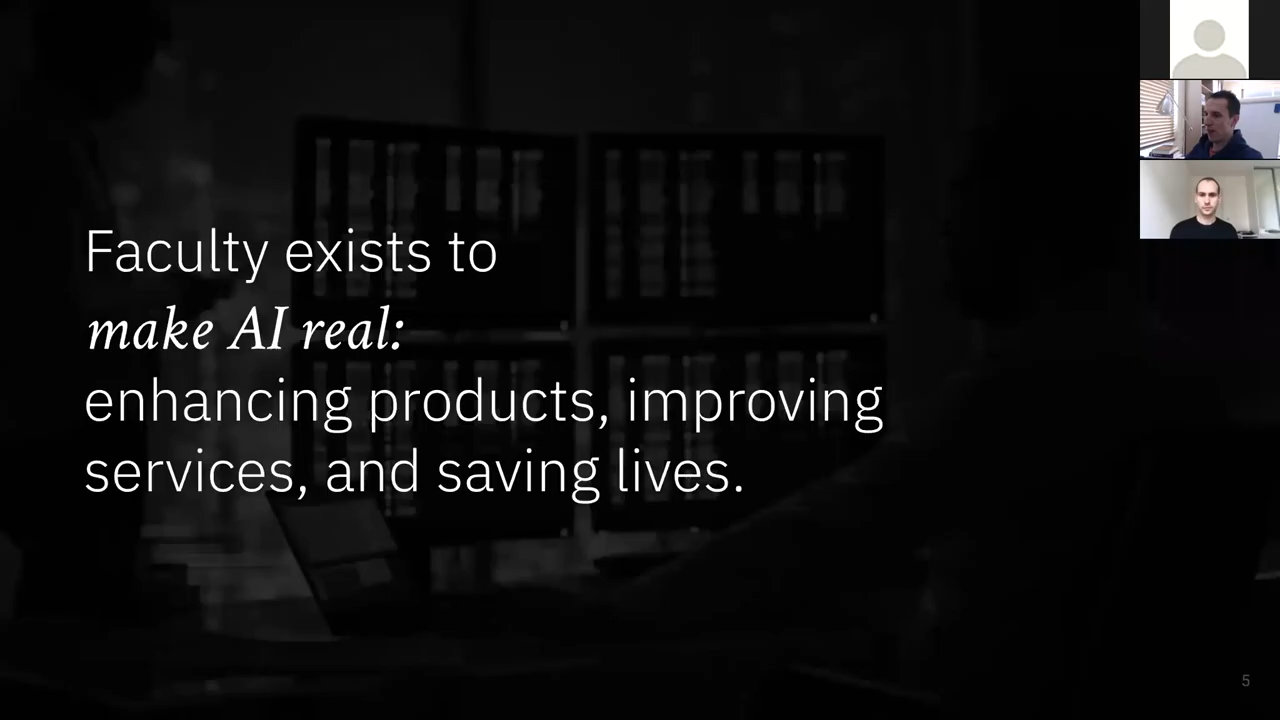 Faculty exists to
make AI real:
enhancing products, improving
services, and saving lives.
5